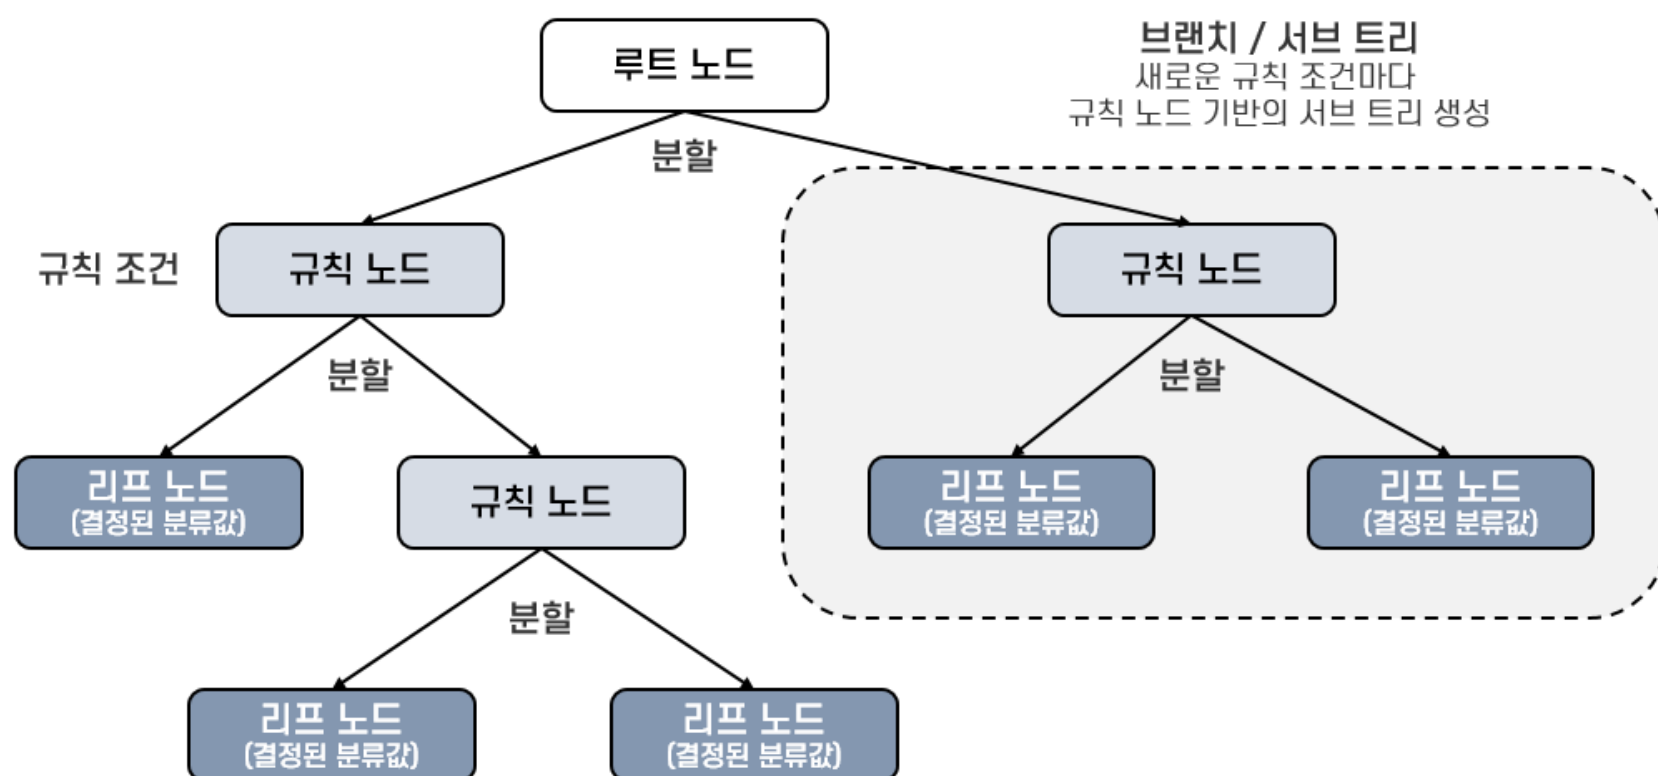 루트 노드
브랜치 / 서브 트리
새로운 규칙 조건마다
규칙 노드 기반의 서브 트리 생성
분할
규칙 조건
규칙 노드
규칙 노드
분할
분할
리프 노드
(결정된 분류값)
규칙 노드
리프 노드
(결정된 분류값)
리프 노드
(결정된 분류값)
분할
리프 노드
(결정된 분류값)
리프 노드
(결정된 분류값)